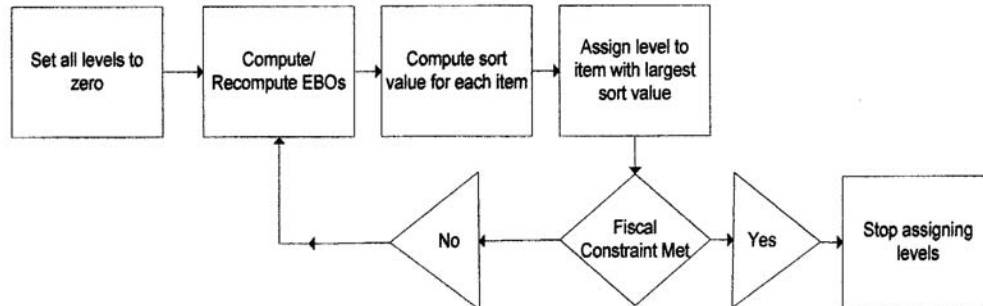 Set all levels to
zero
Compute/
Recompute EBOs
Compute sort
value for each item
Assign level to
item with largest
sort value
No
Fiscal
Constraint Met
Yes
Stop assigning
levels